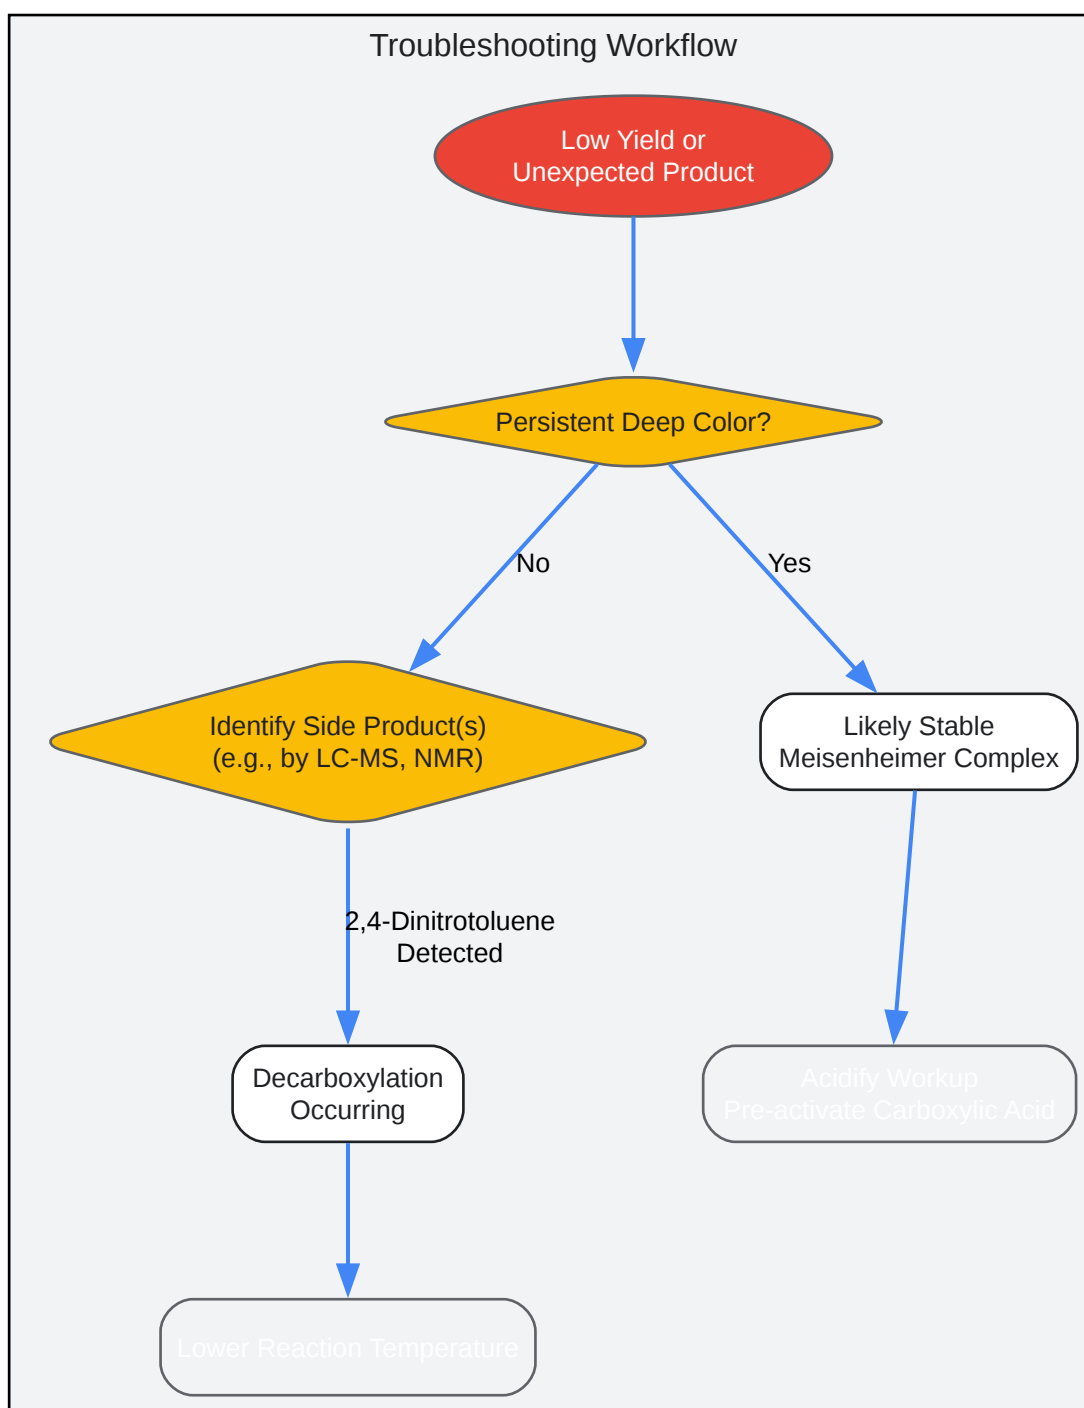 Troubleshooting Workflow
Low Yield or
Unexpected Product
Persistent Deep Color?
No
Yes
Identify Side Product(s)
(e.g., by LC-MS, NMR)
Likely Stable
Meisenheimer Complex
2,4-Dinitrotoluene
Detected
Decarboxylation
Occurring
Acidify Workup
Pre-activate Carboxylic Acid
Lower Reaction Temperature